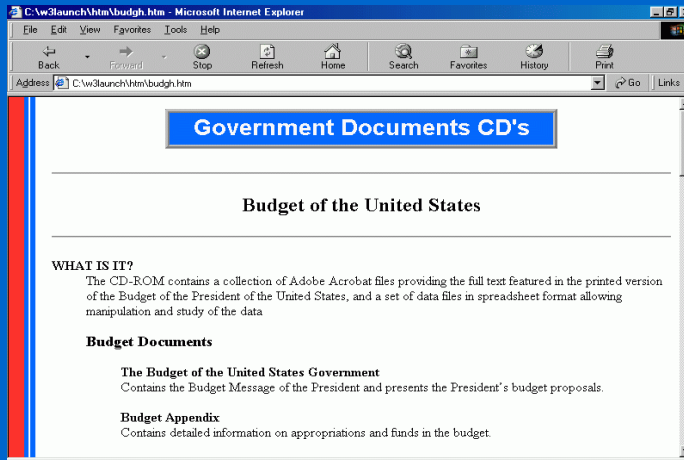 C:\w3launch\htm\budgh.htm - Microsoft Internet Explorer
File Edit View Favorites Tools Help
Back Forward Stop Refresh Home Search Favorites History Print
Address C:\w3launch\htm\budgh.htm Go Links
Government Documents CD's
Budget of the United States
WHAT IS IT?
The CD-ROM contains a collection of Adobe Acrobat files providing the full text featured in the printed version
of the Budget of the President of the United States, and a set of data files in spreadsheet format allowing
manipulation and study of the data
Budget Documents
The Budget of the United States Government
Contains the Budget Message of the President and presents the President's budget proposals.
Budget Appendix
Contains detailed information on appropriations and funds in the budget.